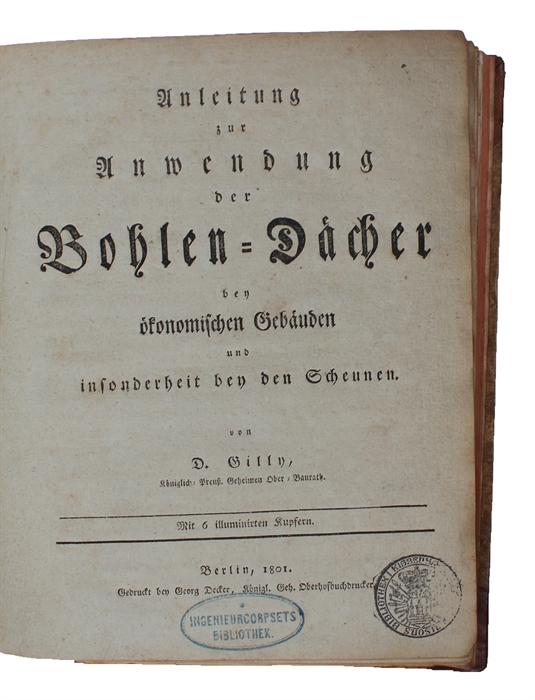 Anleitung
zur
Anwendung
der
Bohlen-Dächer
bey
ökonomischen Gebäuden
und
insonderheit bey den Scheunen.
von
D. Gilly,
Königlich-Preuß. Geheimen Ober-Baurath.
Mit 6 illuminirten Kupfern.
Berlin, 1801.
Gedruckt bey Georg Decker, Königl. Geh. Oberhofbuchdrucker
INGENIEURCORPSETS
BIBLIOTHEK.